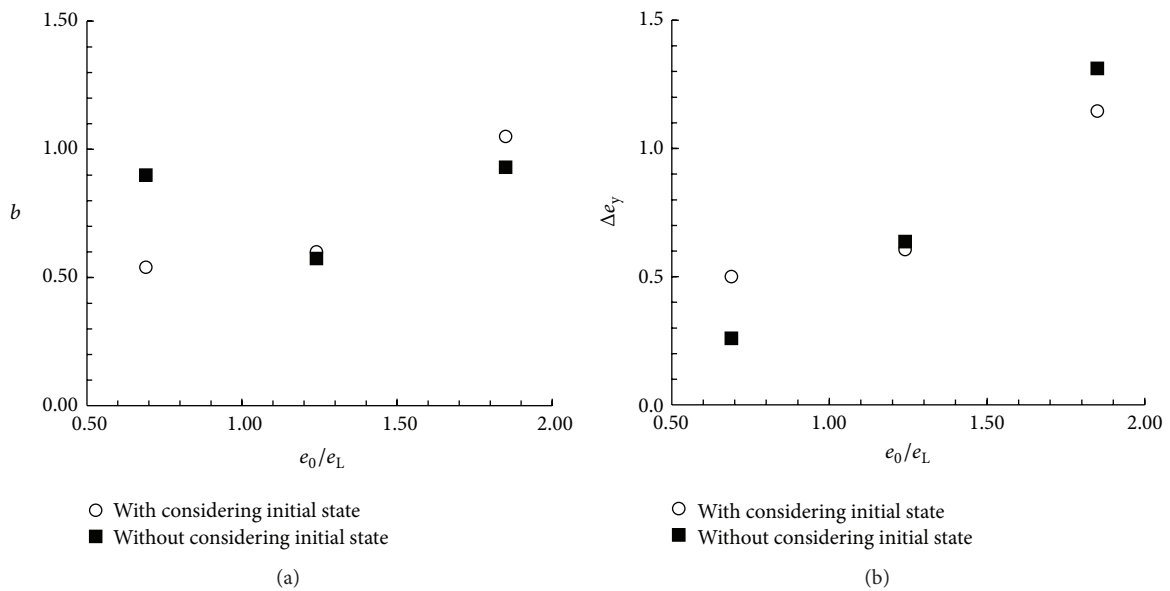 1.50
1.00
b
0.50
0.00
0.50 1.00 1.50 2.00
e0/eL
With considering initial state
Without considering initial state
(a)
1.5
1.0
Δey
0.5
0.0
0.50 1.00 1.50 2.00
e0/eL
With considering initial state
Without considering initial state
(b)